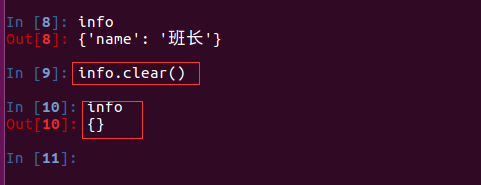 In [8]: info
Out[8]: {'name': '班长'}
In [9]: info.clear()
In [10]: info
Out[10]: {}
In [11]: